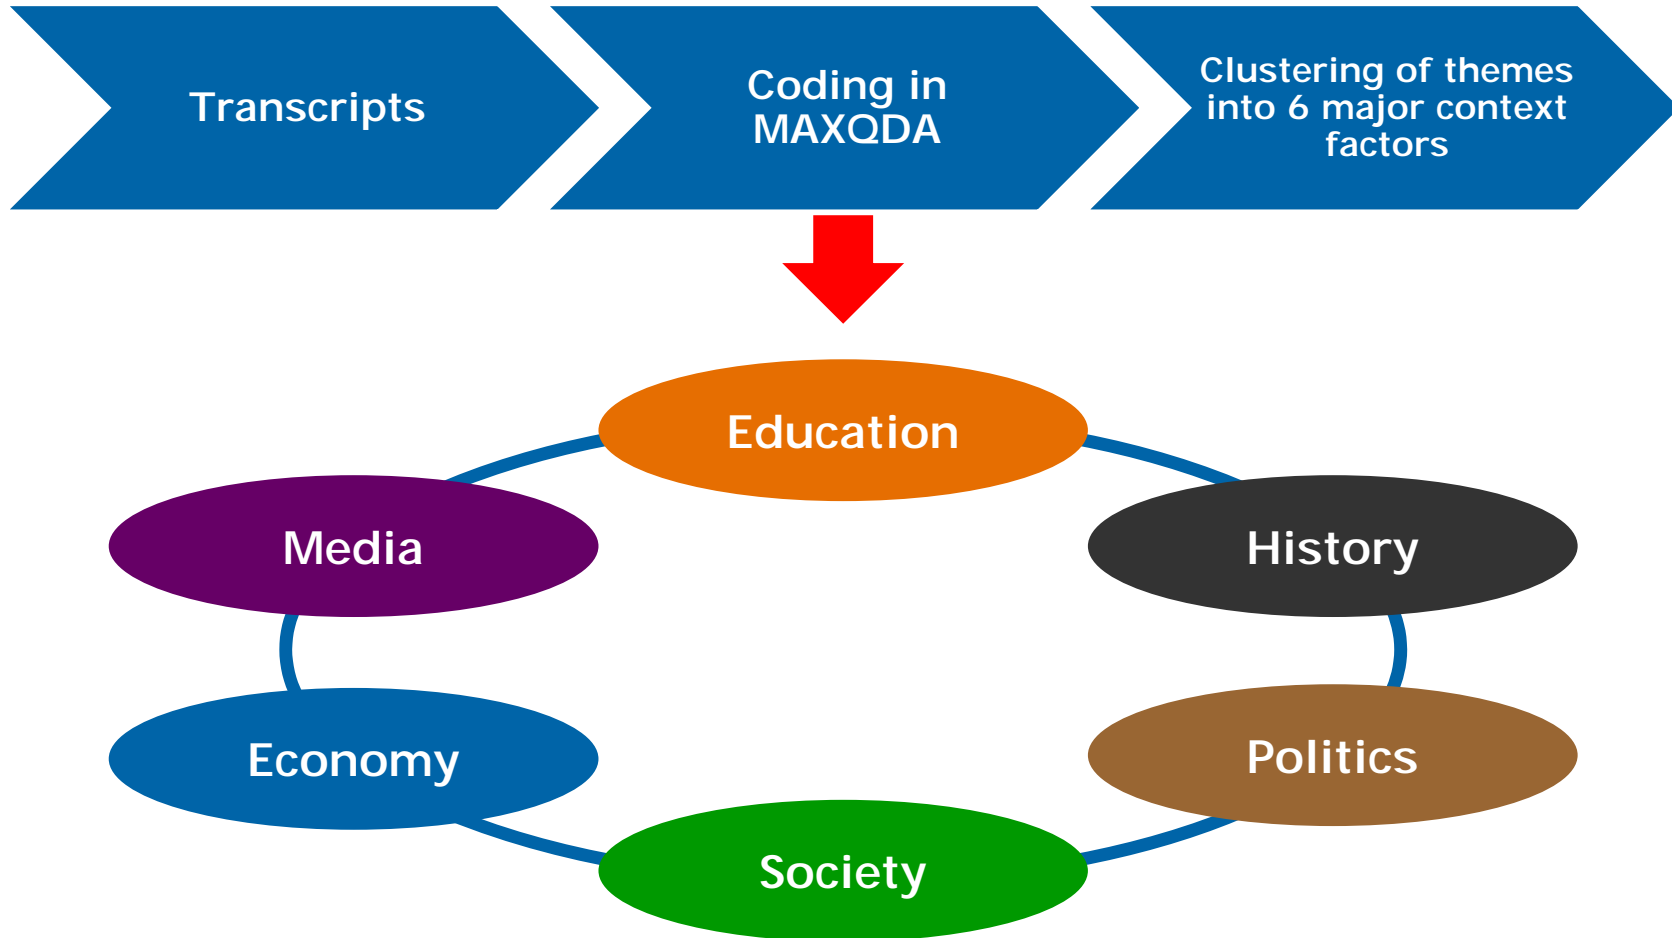 Transcripts
Coding in
MAXQDA
Clustering of themes
into 6 major context
factors
Education
Media
History
Economy
Politics
Society